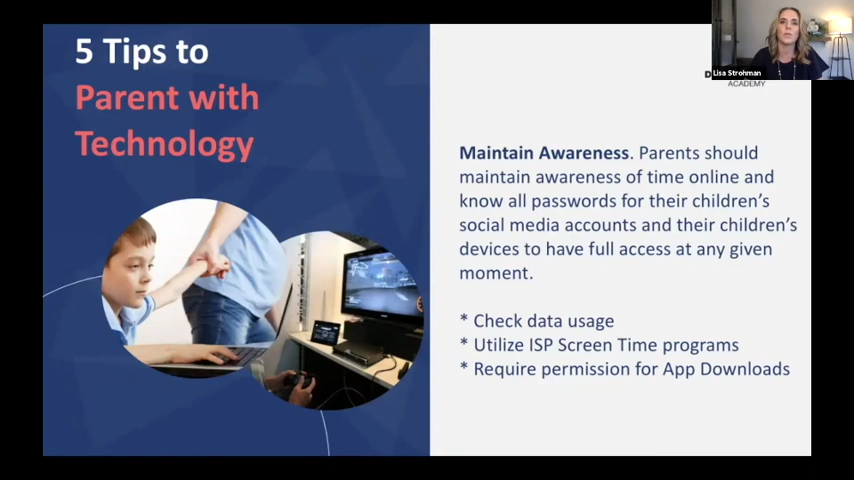 5 Tips to
Parent with
Technology
Lisa Strohman
ACADEMY
Maintain Awareness. Parents should
maintain awareness of time online and
know all passwords for their children's
social media accounts and their children's
devices to have full access at any given
moment.
* Check data usage
* Utilize ISP Screen Time programs
* Require permission for App Downloads